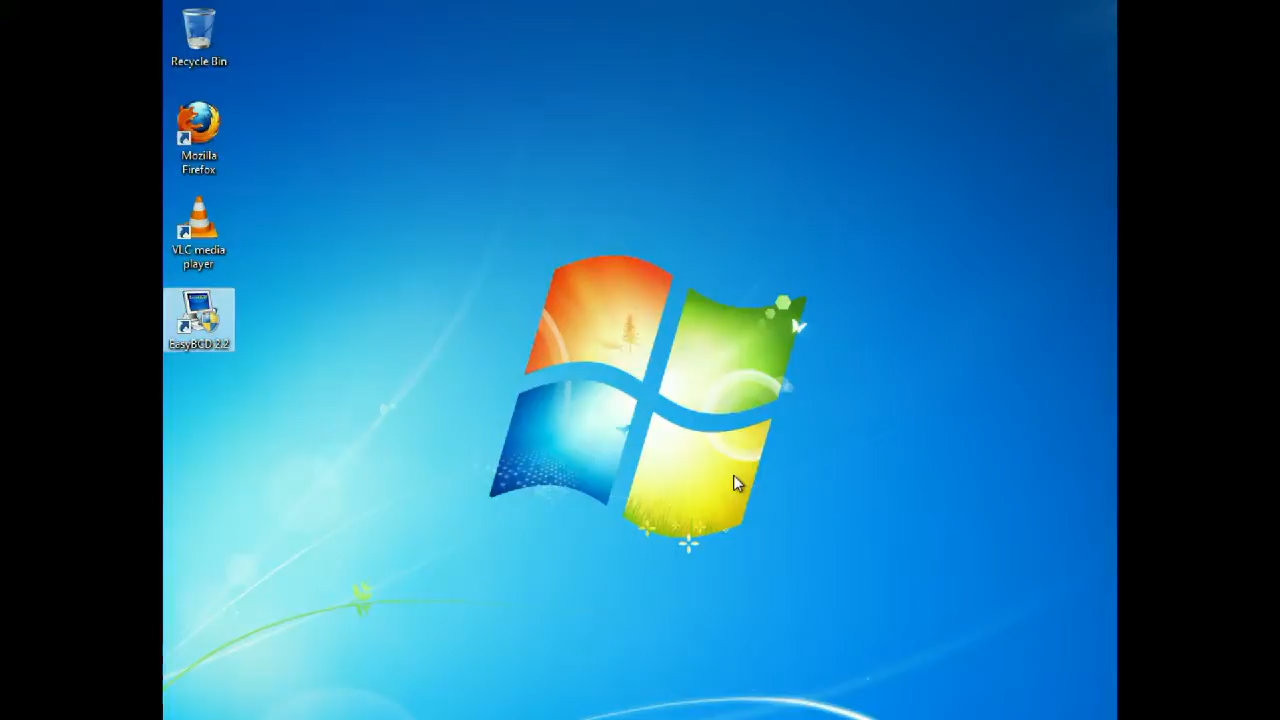 Recycle Bin
Mozilla
Firefox
VLC media
player
EasyBCD 2.2